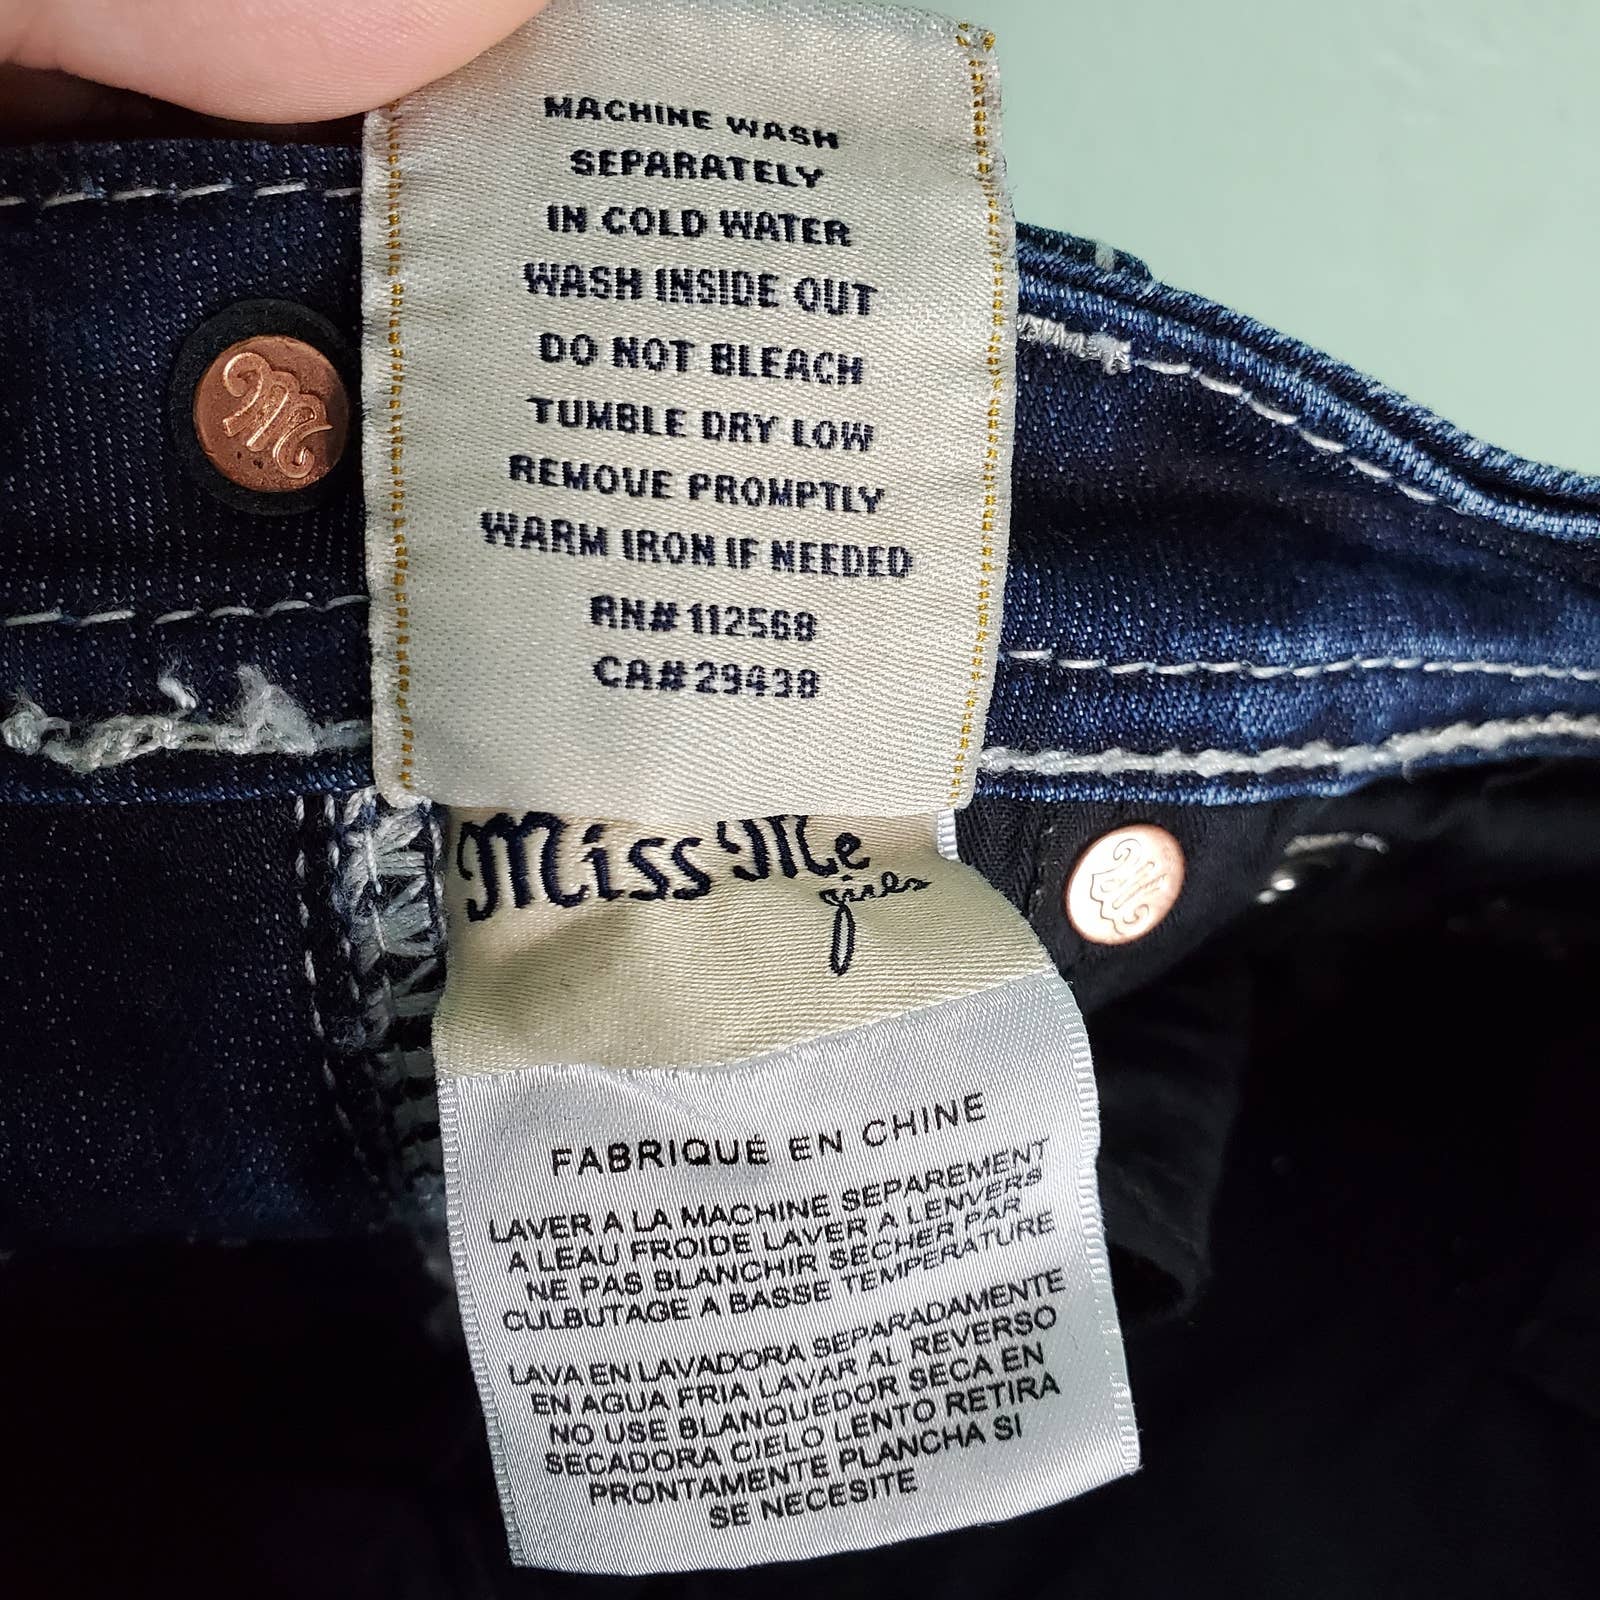 MACHINE WASH
SEPARATELY
IN COLD WATER
WASH INSIDE OUT
DO NOT BLEACH
TUMBLE DRY LOW
REMOVE PROMPTLY
WARM IRON IF NEEDED
RN# 112568
CA# 29438
Miss Me
girls
FABRIQUÉ EN CHINE
LAVER A LA MACHINE SEPAREMENT
A LEAU FROIDE LAVER A LENVERS
NE PAS BLANCHIR SECHER PAR
CULBUTAGE A BASSE TEMPERATURE
LAVA EN LAVADORA SEPARADAMENTE
EN AGUA FRIA LAVAR AL REVERSO
NO USE BLANQUEDOR SECA EN
SECADORA CIELO LENTO RETIRA
PRONTAMENTE PLANCHA SI
SE NECESITE